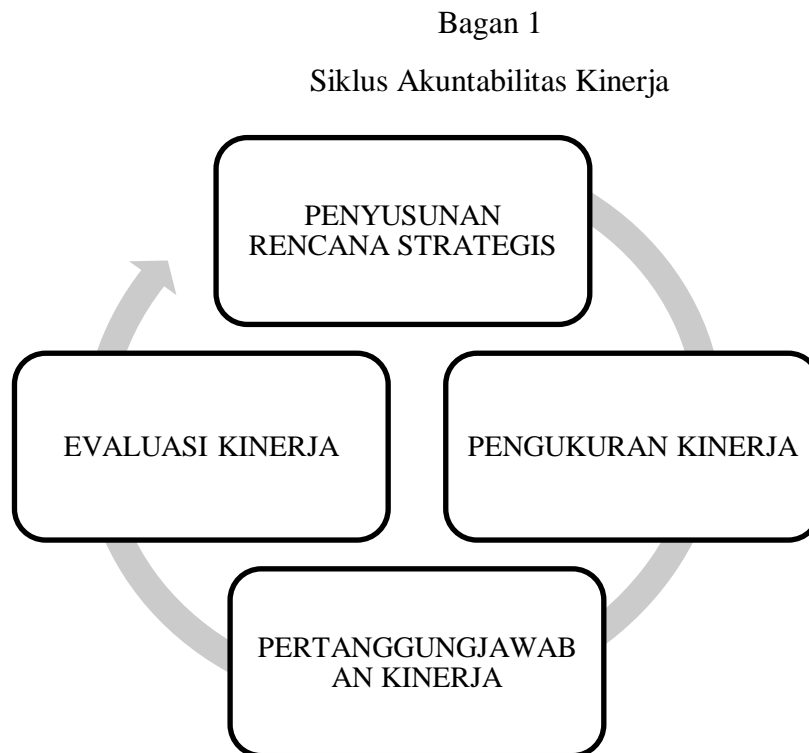 Bagan 1
Siklus Akuntabilitas Kinerja
PENYUSUNAN
RENCANA STRATEGIS
EVALUASI KINERJA
PENGUKURAN KINERJA
PERTANGGUNGJAWAB
AN KINERJA